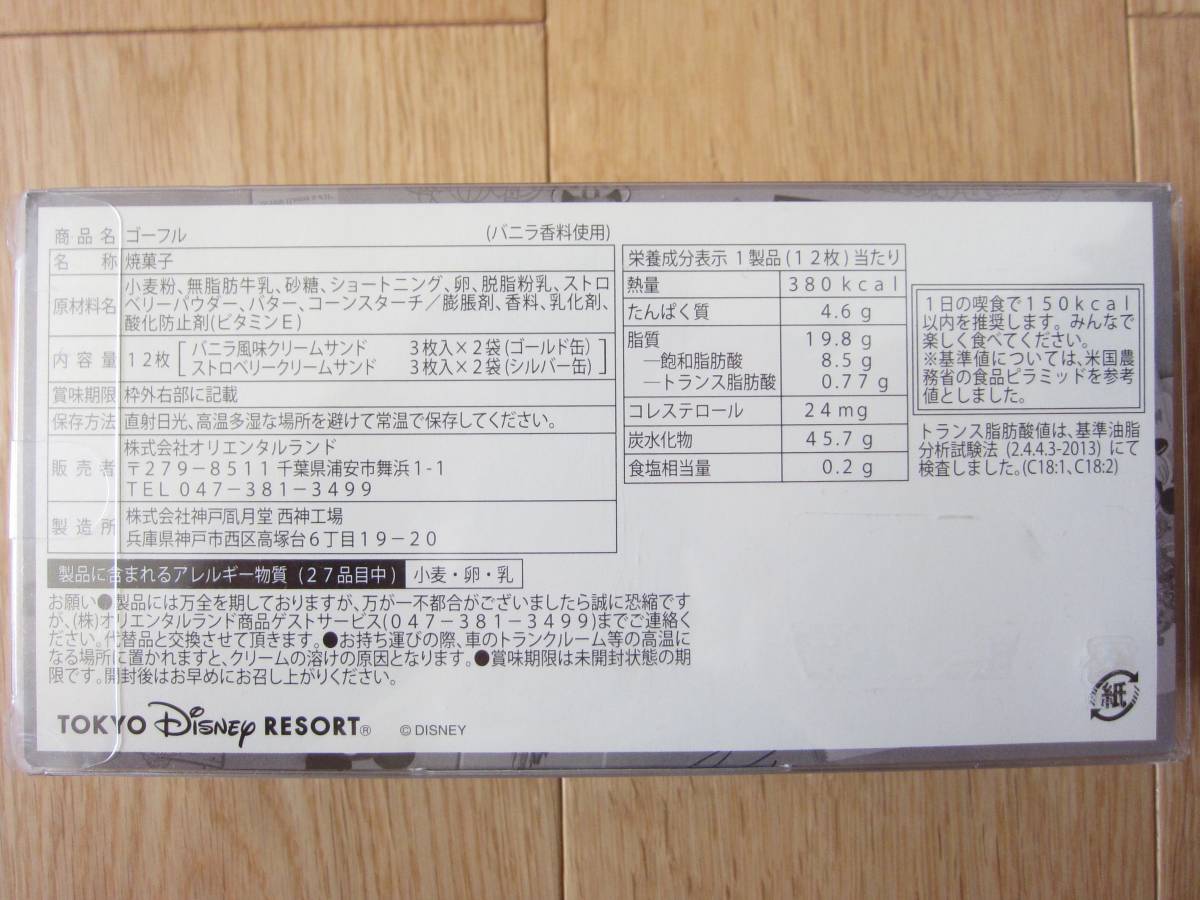 商品名 ゴーフル (バニラ香料使用)
名称 焼菓子
原材料名 小麦粉、無脂肪牛乳、砂糖、ショートニング、卵、脱脂粉乳、ストロ
ベリーパウダー、バター、コーンスターチ／膨脹剤、香料、乳化剤、
酸化防止剤(ビタミンE)
内容量 12枚 [バニラ風味クリームサンド 3枚入×2袋(ゴールド缶)
ストロベリークリームサンド 3枚入×2袋(シルバー缶)]
賞味期限 枠外右部に記載
保存方法 直射日光、高温多湿な場所を避けて常温で保存してください。
販売者 株式会社オリエンタルランド
〒279-8511 千葉県浦安市舞浜1-1
TEL 047-381-3499
製造所 株式会社神戸凮月堂 西神工場
兵庫県神戸市西区高塚台6丁目19-20
製品に含まれるアレルギー物質(27品目中) 小麦・卵・乳
お願い●製品には万全を期しておりますが、万が一不都合がございましたら誠に恐縮です
が、(株)オリエンタルランド商品ゲストサービス(047-381-3499)までご連絡く
ださい。代替品と交換させて頂きます。●お持ち運びの際、車のトランクルーム等の高温に
なる場所に置かれますと、クリームの溶けの原因となります。●賞味期限は未開封状態の期
限です。開封後はお早めにお召し上がりください。
TOKYO Disney RESORT® © DISNEY
栄養成分表示 1製品(12枚)当たり
熱量 380kcal
たんぱく質 4.6g
脂質 19.8g
―飽和脂肪酸 8.5g
―トランス脂肪酸 0.77g
コレステロール 24mg
炭水化物 45.7g
食塩相当量 0.2g
1日の喫食で150kcal
以内を推奨します。みんなで
楽しく食べてください。
※基準値については、米国農
務省の食品ピラミッドを参考
値としました。
トランス脂肪酸値は、基準油脂
分析試験法(2.4.4.3-2013)にて
検査しました。(C18:1、C18:2)
紙